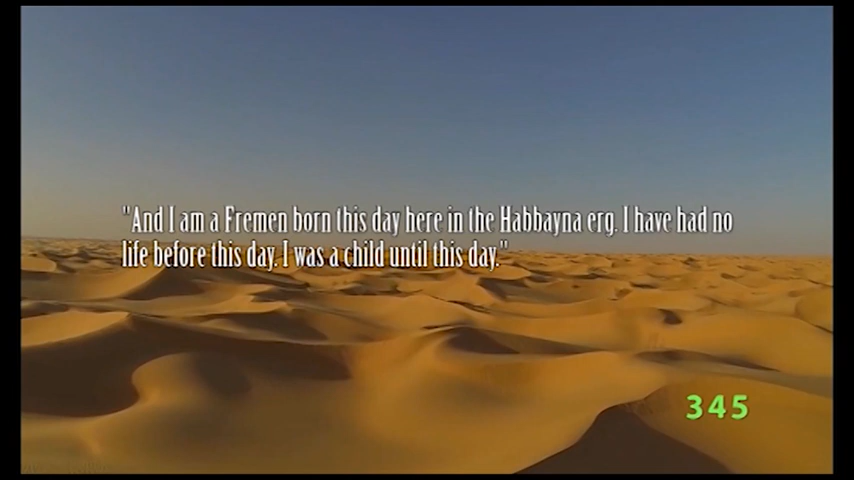 "And I am a Fremen born this day here in the Habbayna erg. I have had no
life before this day. I was a child until this day."
345